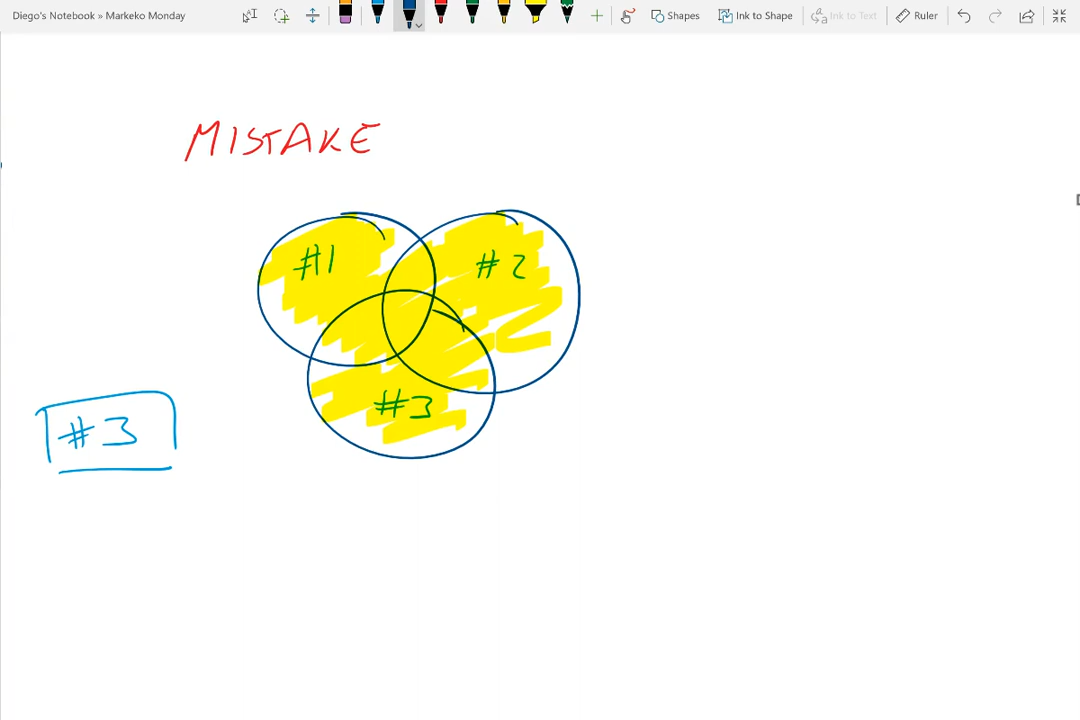 Diego's Notebook » Markeko Monday
Shapes
Ink to Shape
Ink to Text
Ruler
MISTAKE
#1
#2
#3
#3